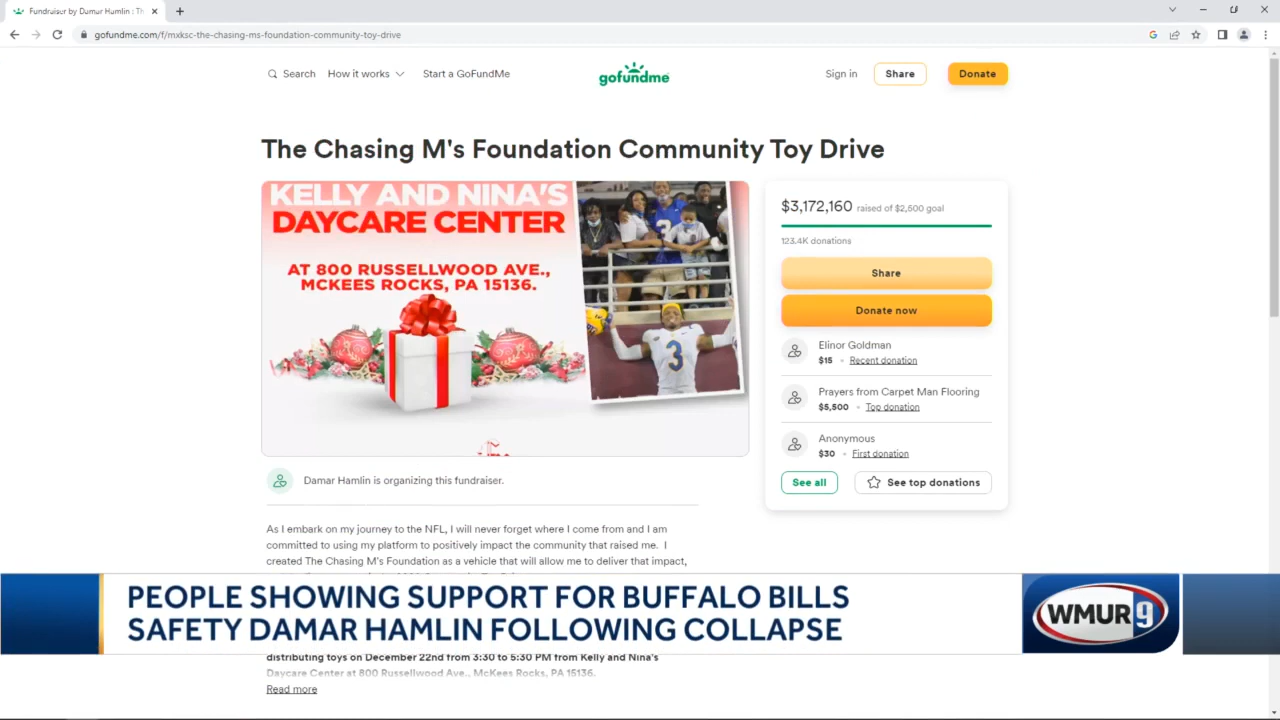 Fundraiser by Damar Hamlin : Th
gofundme.com/f/mxksc-the-chasing-ms-foundation-community-toy-drive
Search
How it works
Start a GoFundMe
gofundme
Sign in
Share
Donate
The Chasing M's Foundation Community Toy Drive
KELLY AND NINA'S
DAYCARE CENTER
AT 800 RUSSELLWOOD AVE.,
MCKEES ROCKS, PA 15136.
3
3
$3,172,160 raised of $2,500 goal
123.4K donations
Share
Donate now
Elinor Goldman
$15 • Recent donation
Prayers from Carpet Man Flooring
$5,500 • Top donation
Anonymous
$30 • First donation
See all
See top donations
Damar Hamlin is organizing this fundraiser.
As I embark on my journey to the NFL, I will never forget where I come from and I am
committed to using my platform to positively impact the community that raised me. I
created The Chasing M's Foundation as a vehicle that will allow me to deliver that impact,
PEOPLE SHOWING SUPPORT FOR BUFFALO BILLS
SAFETY DAMAR HAMLIN FOLLOWING COLLAPSE
WMUR9
distributing toys on December 22nd from 3:30 to 5:30 PM from Kelly and Nina's
Daycare Center at 800 Russellwood Ave., McKees Rocks, PA 15136.
Read more